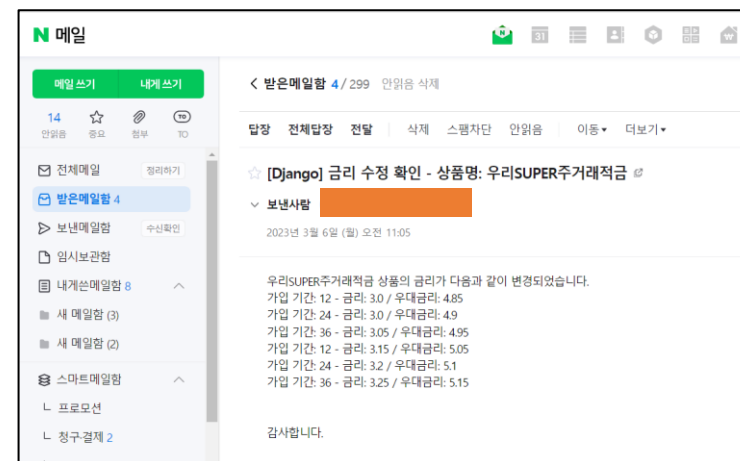 N 메일
31
메일 쓰기 내게 쓰기
14
안읽음 중요 첨부 TO
전체메일 정리하기
받은메일함 4
보낸메일함 수신확인
임시보관함
내게쓴메일함 8
새 메일함 (3)
새 메일함 (2)
스마트메일함
프로모션
청구·결제 2
받은메일함 4 / 299 안읽음 삭제
답장 전체답장 전달 삭제 스팸차단 안읽음 이동 더보기
[Django] 금리 수정 확인 - 상품명: 우리SUPER주거래적금
보낸사람
2023년 3월 6일 (월) 오전 11:05
우리SUPER주거래적금 상품의 금리가 다음과 같이 변경되었습니다.
가입 기간: 12 - 금리: 3.0 / 우대금리: 4.85
가입 기간: 24 - 금리: 3.0 / 우대금리: 4.9
가입 기간: 36 - 금리: 3.05 / 우대금리: 4.95
가입 기간: 12 - 금리: 3.15 / 우대금리: 5.05
가입 기간: 24 - 금리: 3.2 / 우대금리: 5.1
가입 기간: 36 - 금리: 3.25 / 우대금리: 5.15
감사합니다.